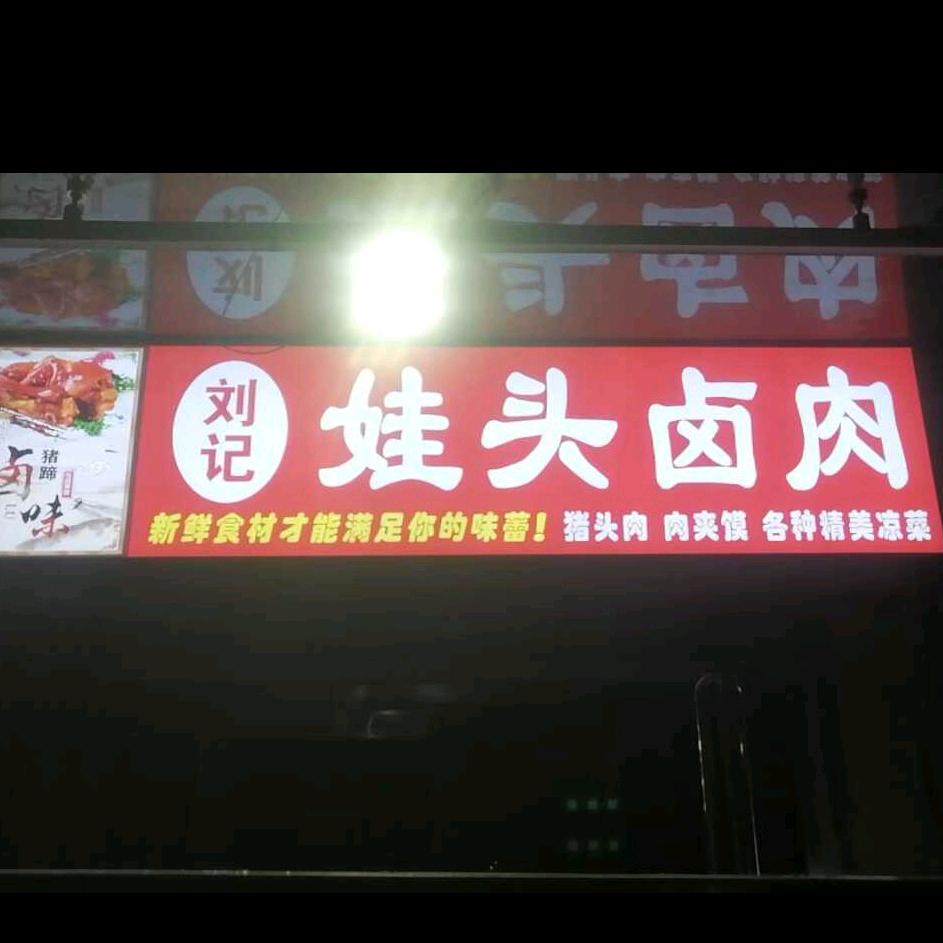 刘记
娃头卤肉
新鲜食材才能满足你的味蕾! 猪头肉 肉夹馍 各种精美凉菜
猪蹄
卤味